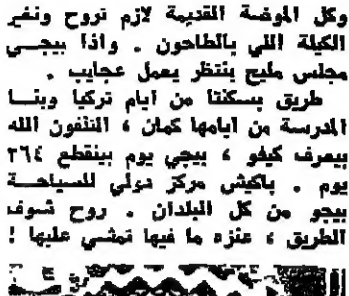 وكل الموضة القديمة لازم تروح ونغير
الكيلة اللي بالطاحون . واذا بيجي
مجلس مليح ينتظر يعمل عجايب .
طريق بسكنتا من ايام تركيا وبنا
المدرسة من ايامها كمان ، التلفون الله
بيعرف كيفو ، بيجي يوم بينقطع ٣٦٤
يوم . باكيش مركز دولي للسياحة
بيجو من كل البلدان . روح شوف
الطريق ، عنزه ما فيها تمشي عليها !